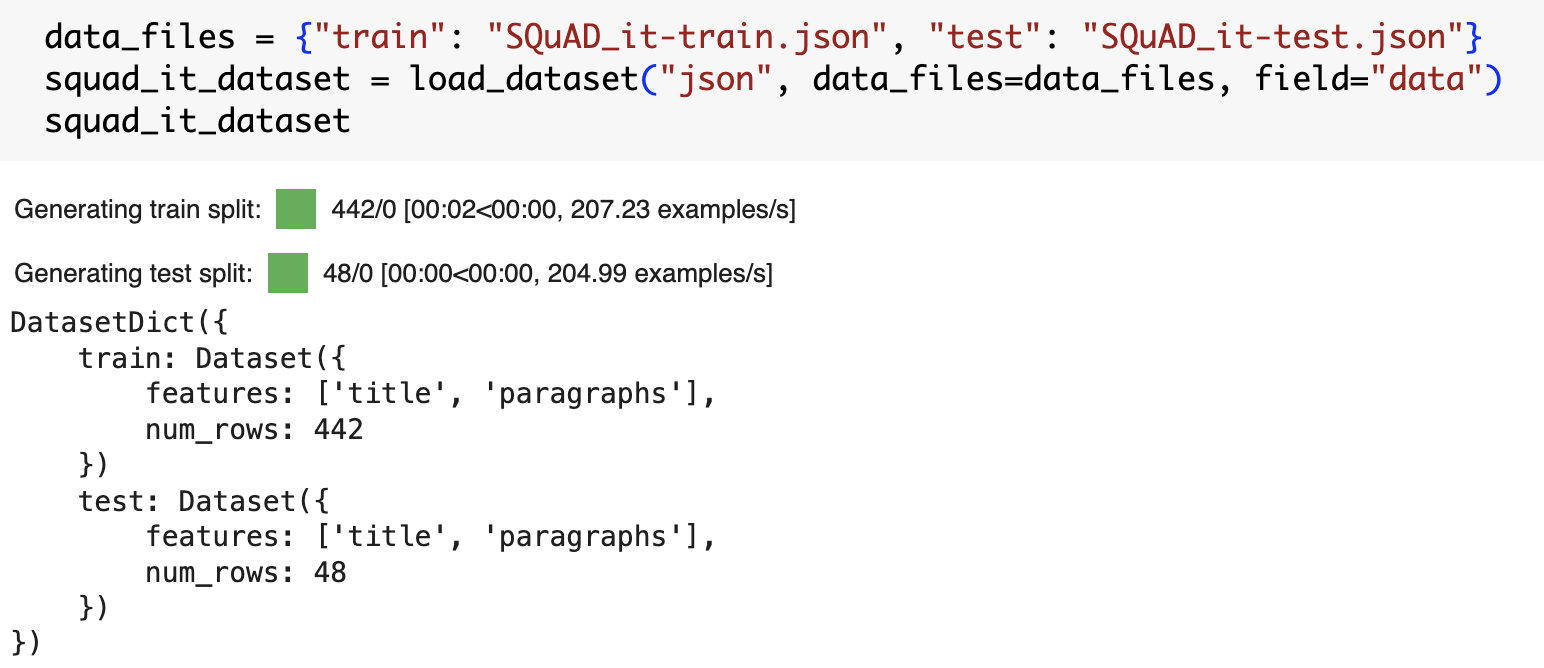 data_files = {"train": "SQuAD_it-train.json", "test": "SQuAD_it-test.json"}
squad_it_dataset = load_dataset("json", data_files=data_files, field="data")
squad_it_dataset
Generating train split: 442/0 [00:02<00:00, 207.23 examples/s]
Generating test split: 48/0 [00:00<00:00, 204.99 examples/s]
DatasetDict({
    train: Dataset({
        features: ['title', 'paragraphs'],
        num_rows: 442
    })
    test: Dataset({
        features: ['title', 'paragraphs'],
        num_rows: 48
    })
})